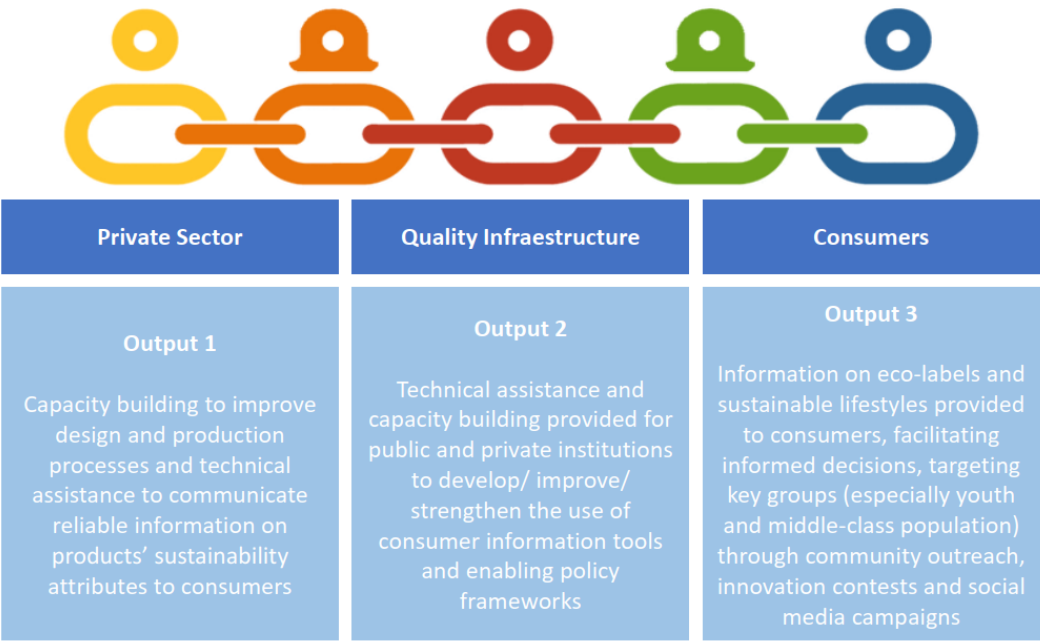 Private Sector
Quality Infraestructure
Consumers
Output 1
Capacity building to improve
design and production
processes and technical
assistance to communicate
reliable information on
products’ sustainability
attributes to consumers
Output 2
Technical assistance and
capacity building provided for
public and private institutions
to develop/ improve/
strengthen the use of
consumer information tools
and enabling policy
frameworks
Output 3
Information on eco-labels and
sustainable lifestyles provided
to consumers, facilitating
informed decisions, targeting
key groups (especially youth
and middle-class population)
through community outreach,
innovation contests and social
media campaigns